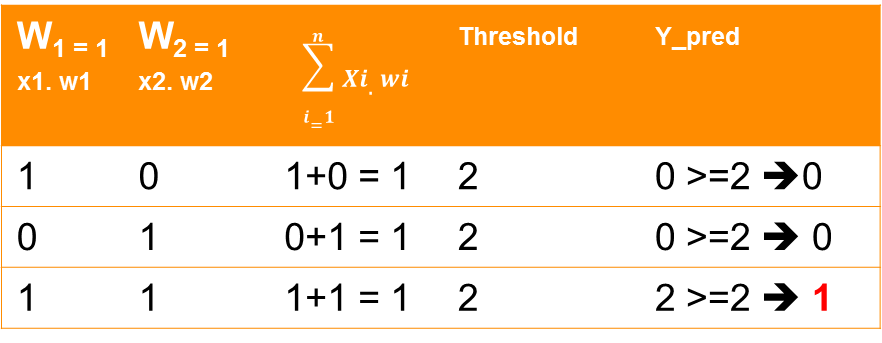 W1 = 1 W2 = 1 n Threshold Y_pred
x1. w1 x2. w2 ∑ Xi. wi
i=1
1 0 1+0 = 1 2 0 >=2 ➔0
0 1 0+1 = 1 2 0 >=2 ➔ 0
1 1 1+1 = 1 2 2 >=2 ➔ 1